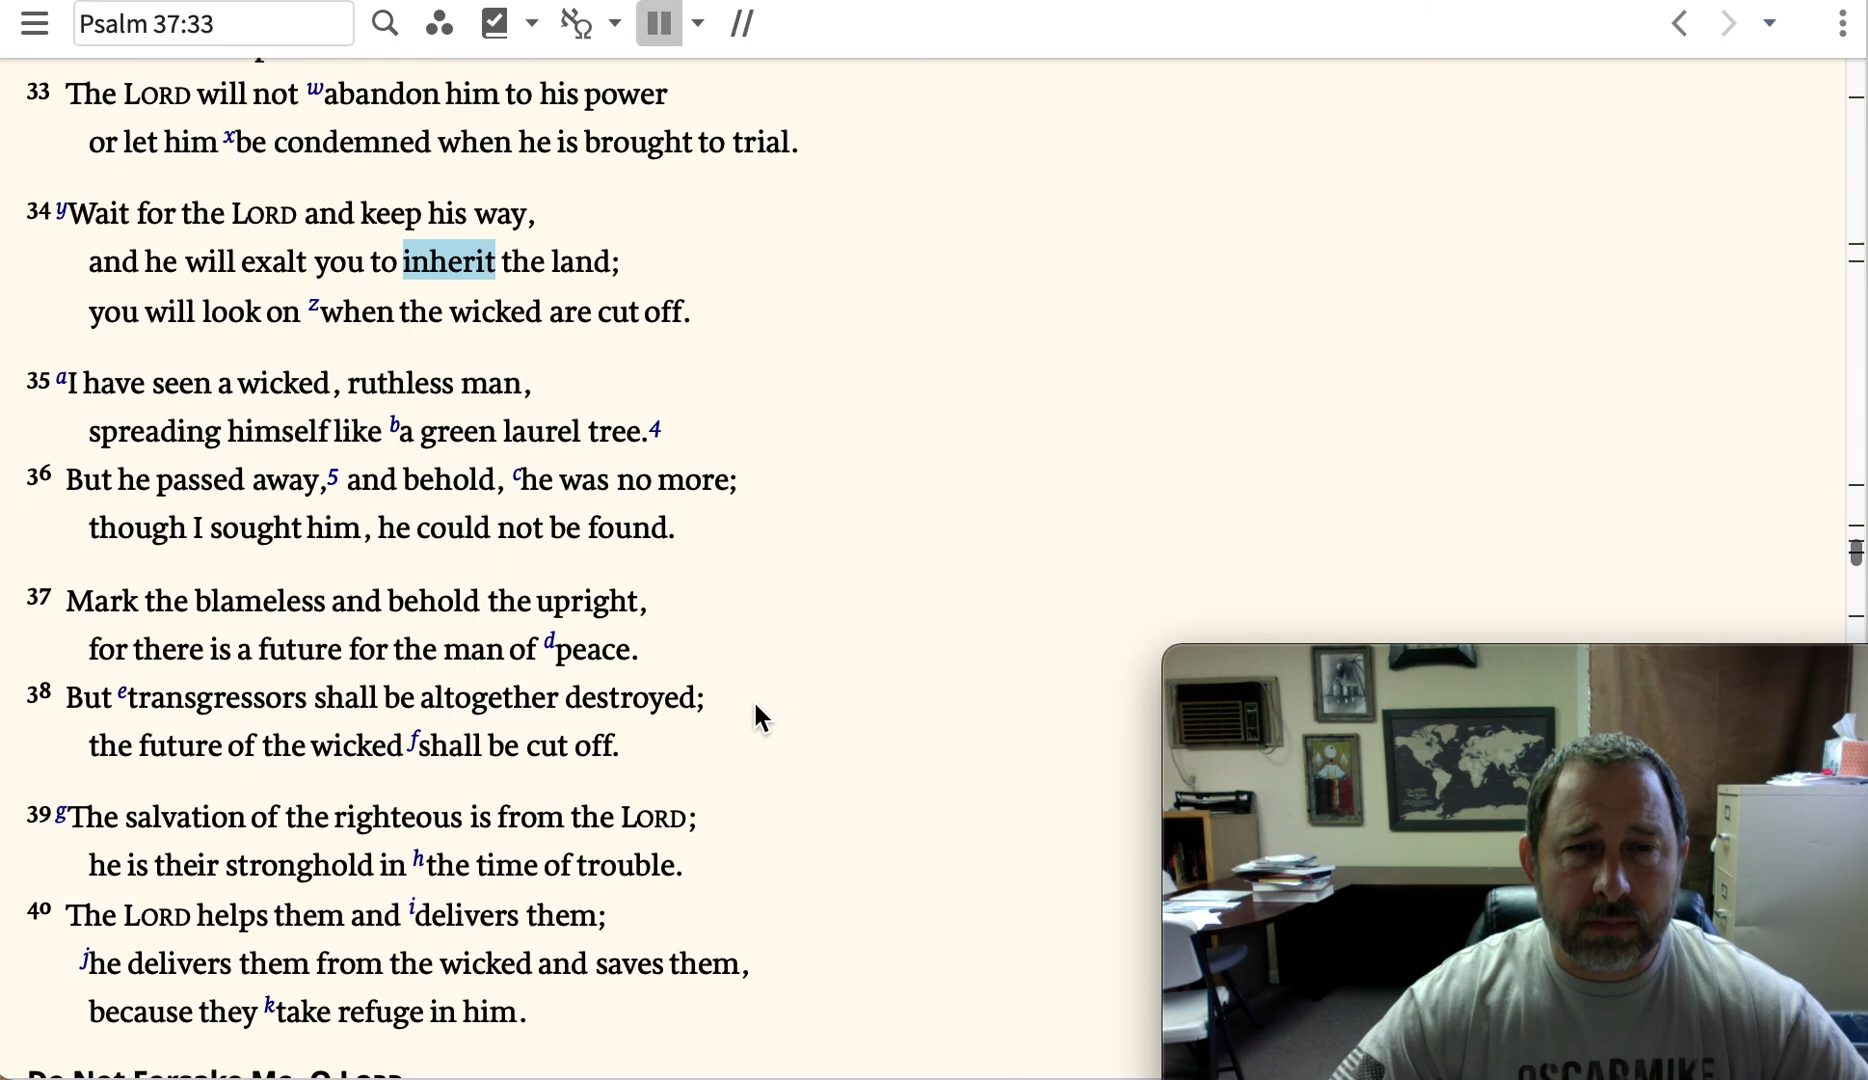 Psalm 37:33
33 The LORD will not wabandon him to his power
or let him xbe condemned when he is brought to trial.
34 yWait for the LORD and keep his way,
and he will exalt you to inherit the land;
you will look on zwhen the wicked are cut off.
35 aI have seen a wicked, ruthless man,
spreading himself like ba green laurel tree.4
36 But he passed away,5 and behold, che was no more;
though I sought him, he could not be found.
37 Mark the blameless and behold the upright,
for there is a future for the man of dpeace.
38 But etransgressors shall be altogether destroyed;
the future of the wicked fshall be cut off.
39 gThe salvation of the righteous is from the LORD;
he is their stronghold in hthe time of trouble.
40 The LORD helps them and idelivers them;
jhe delivers them from the wicked and saves them,
because they ktake refuge in him.
Do Not Forsake Me, O LORD
OSCARMIKE